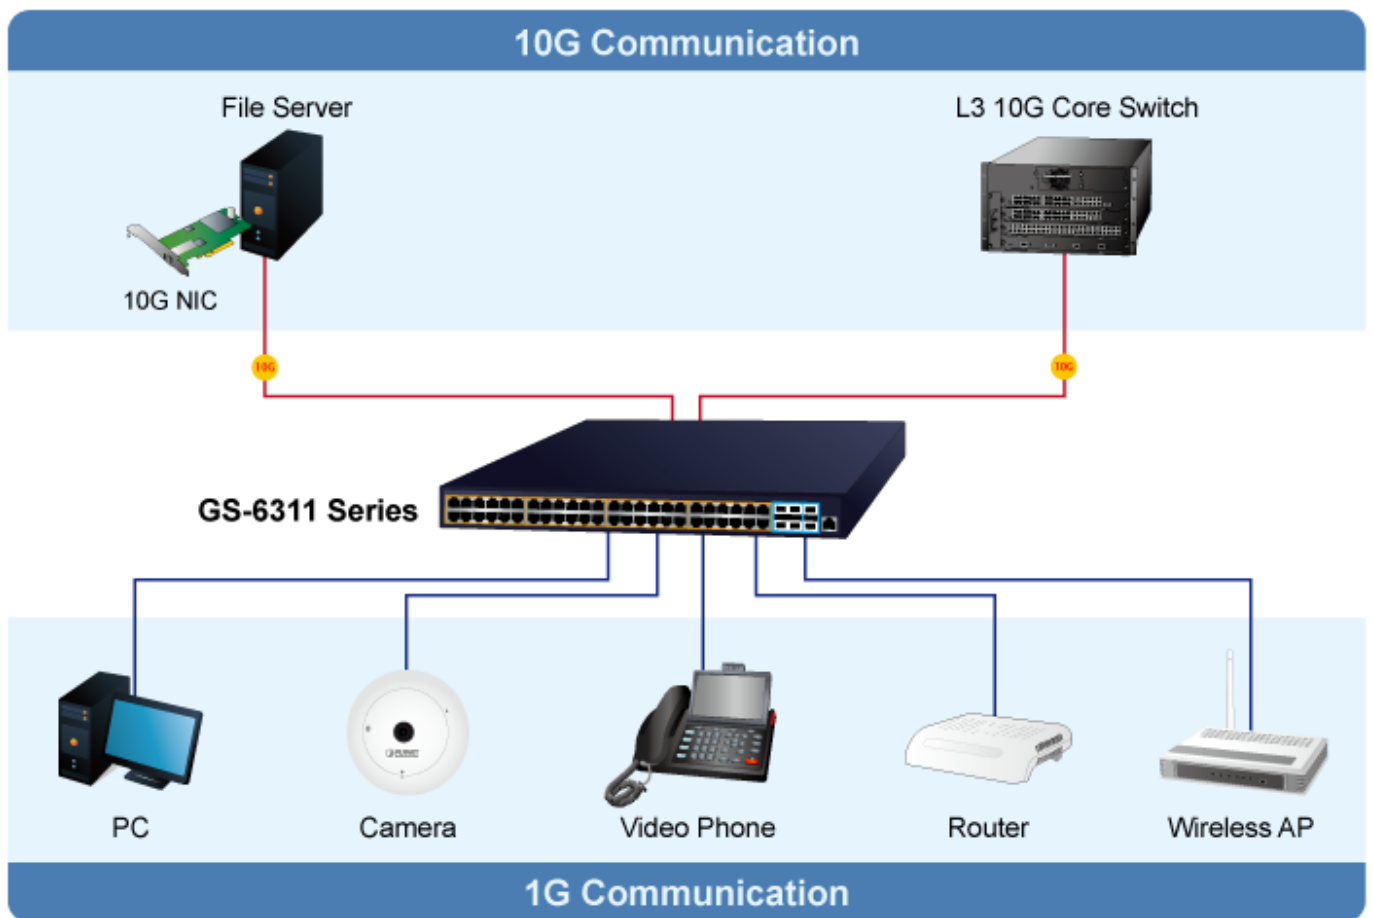 10G Communication
File Server
L3 10G Core Switch
10G NIC
10G
10G
GS-6311 Series
PLANET
PC
Camera
Video Phone
Router
Wireless AP
1G Communication